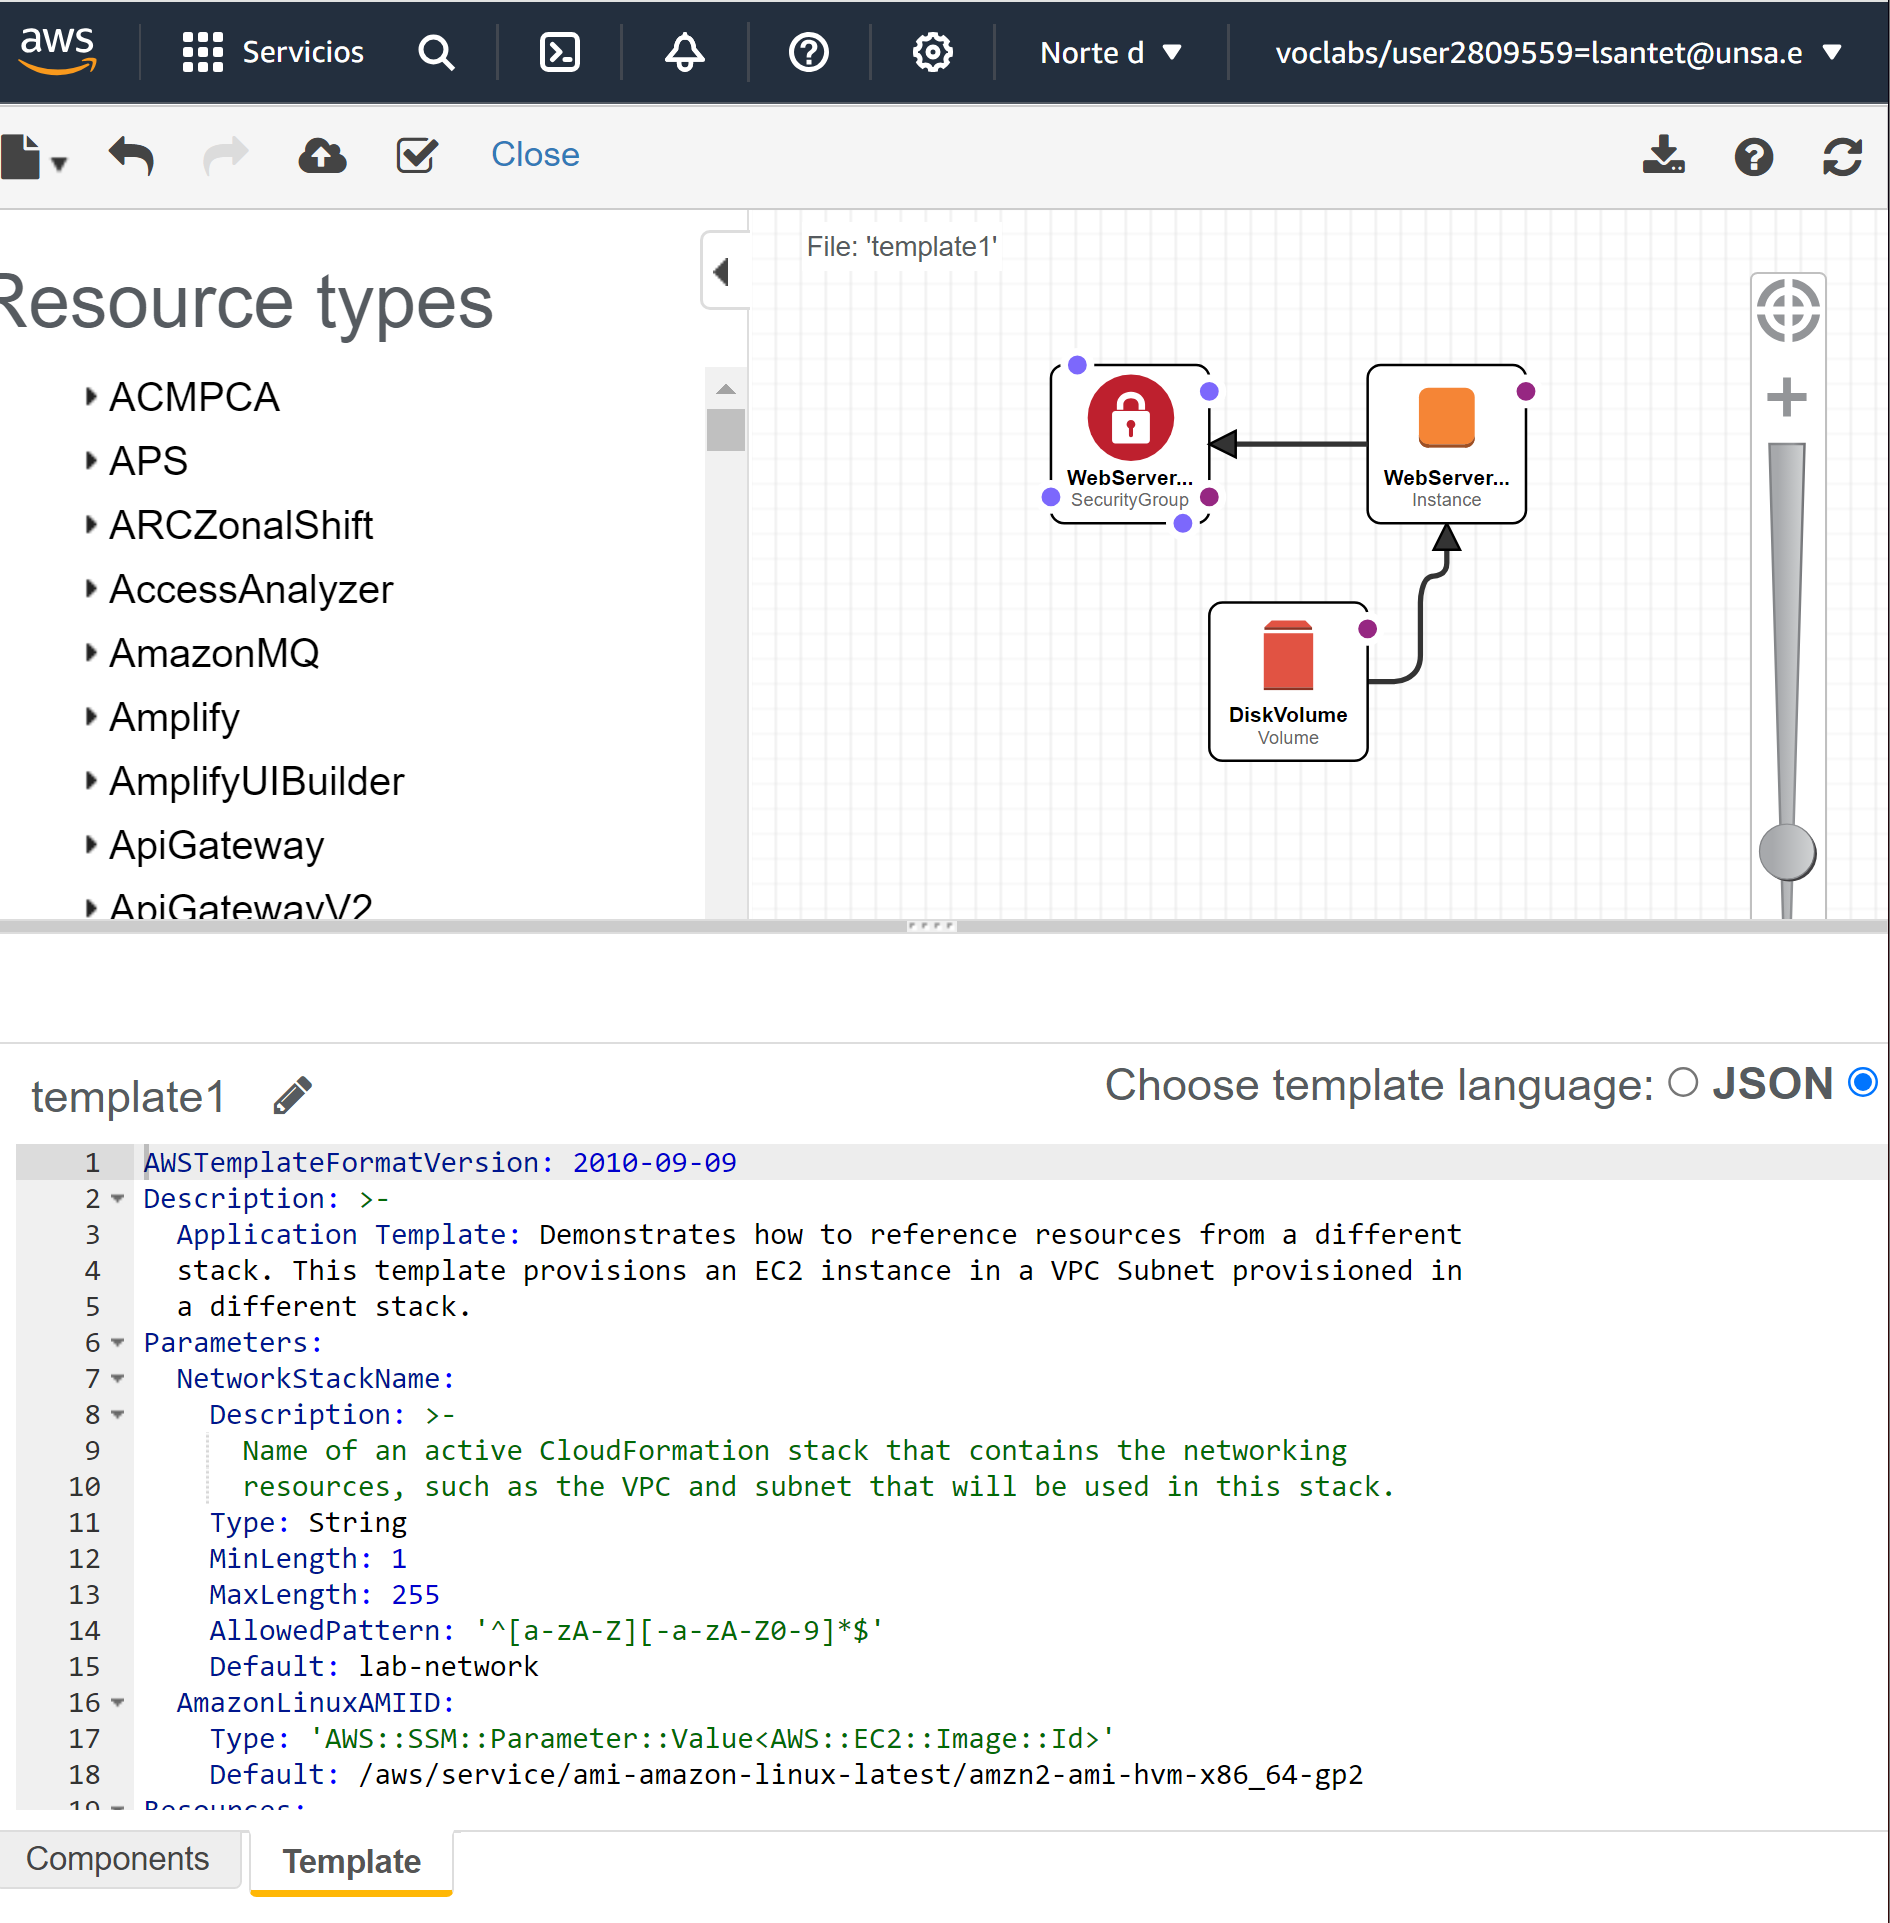 aws
Servicios
Norte d
voclabs/user2809559=lsantet@unsa.e
Close
Resource types
ACMPCA
APS
ARCZonalShift
AccessAnalyzer
AmazonMQ
Amplify
AmplifyUIBuilder
ApiGateway
ApiGatewayV2
File: 'template1'
WebServer...
SecurityGroup
WebServer...
Instance
DiskVolume
Volume
template1
Choose template language: JSON
1 AWSTemplateFormatVersion: 2010-09-09
2 Description: >-
3 Application Template: Demonstrates how to reference resources from a different
4 stack. This template provisions an EC2 instance in a VPC Subnet provisioned in
5 a different stack.
6 Parameters:
7 NetworkStackName:
8 Description: >-
9 Name of an active CloudFormation stack that contains the networking
10 resources, such as the VPC and subnet that will be used in this stack.
11 Type: String
12 MinLength: 1
13 MaxLength: 255
14 AllowedPattern: '^[a-zA-Z][-a-zA-Z0-9]*$'
15 Default: lab-network
16 AmazonLinuxAMIID:
17 Type: 'AWS::SSM::Parameter::Value<AWS::EC2::Image::Id>'
18 Default: /aws/service/ami-amazon-linux-latest/amzn2-ami-hvm-x86_64-gp2
19 Resources:
Components
Template